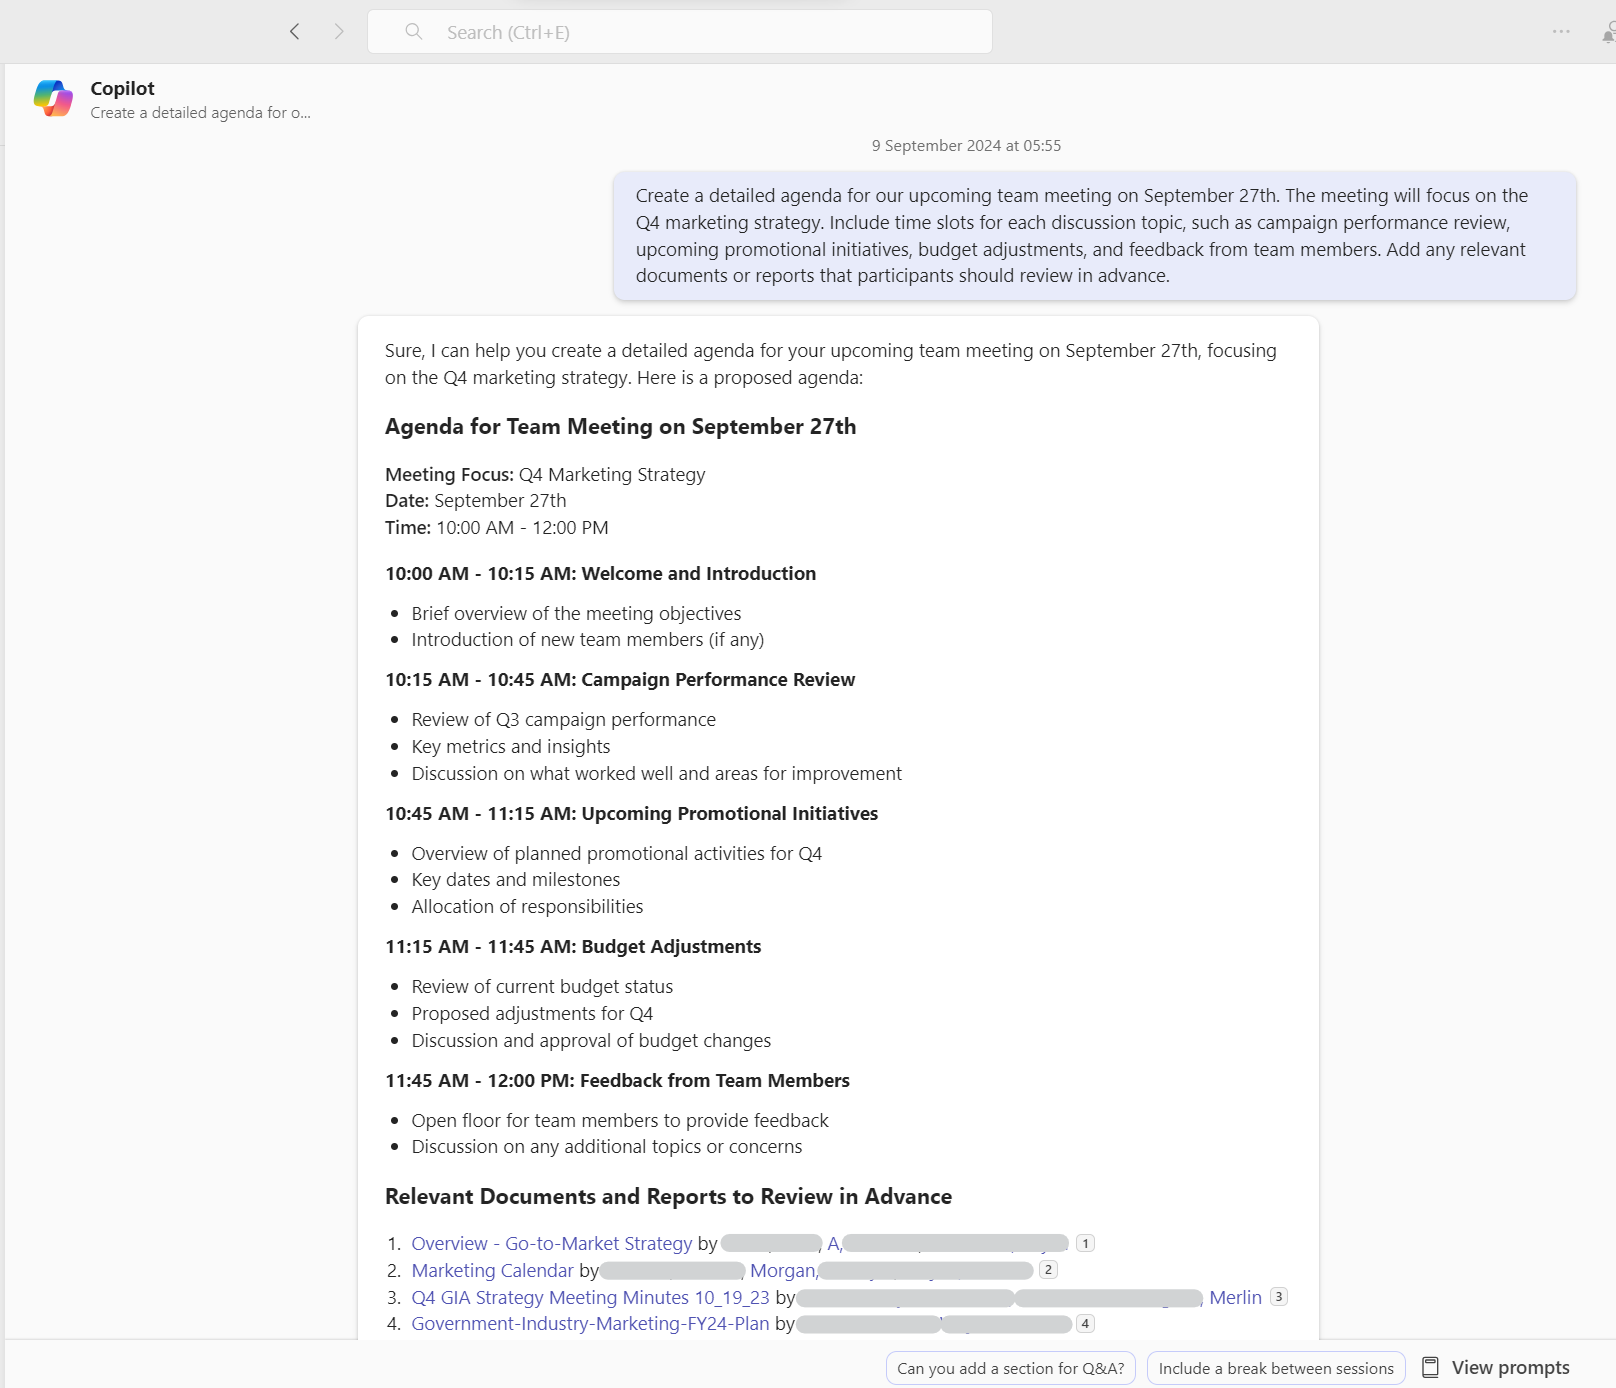 Search (Ctrl+E)
Copilot
Create a detailed agenda for o...
9 September 2024 at 05:55
Create a detailed agenda for our upcoming team meeting on September 27th. The meeting will focus on the
Q4 marketing strategy. Include time slots for each discussion topic, such as campaign performance review,
upcoming promotional initiatives, budget adjustments, and feedback from team members. Add any relevant
documents or reports that participants should review in advance.
Sure, I can help you create a detailed agenda for your upcoming team meeting on September 27th, focusing
on the Q4 marketing strategy. Here is a proposed agenda:
Agenda for Team Meeting on September 27th
Meeting Focus: Q4 Marketing Strategy
Date: September 27th
Time: 10:00 AM - 12:00 PM
10:00 AM - 10:15 AM: Welcome and Introduction
• Brief overview of the meeting objectives
• Introduction of new team members (if any)
10:15 AM - 10:45 AM: Campaign Performance Review
• Review of Q3 campaign performance
• Key metrics and insights
• Discussion on what worked well and areas for improvement
10:45 AM - 11:15 AM: Upcoming Promotional Initiatives
• Overview of planned promotional activities for Q4
• Key dates and milestones
• Allocation of responsibilities
11:15 AM - 11:45 AM: Budget Adjustments
• Review of current budget status
• Proposed adjustments for Q4
• Discussion and approval of budget changes
11:45 AM - 12:00 PM: Feedback from Team Members
• Open floor for team members to provide feedback
• Discussion on any additional topics or concerns
Relevant Documents and Reports to Review in Advance
1. Overview - Go-to-Market Strategy by , A, 1
2. Marketing Calendar by , Morgan, 2
3. Q4 GIA Strategy Meeting Minutes 10_19_23 by , Merlin 3
4. Government-Industry-Marketing-FY24-Plan by 4
Can you add a section for Q&A? Include a break between sessions View prompts